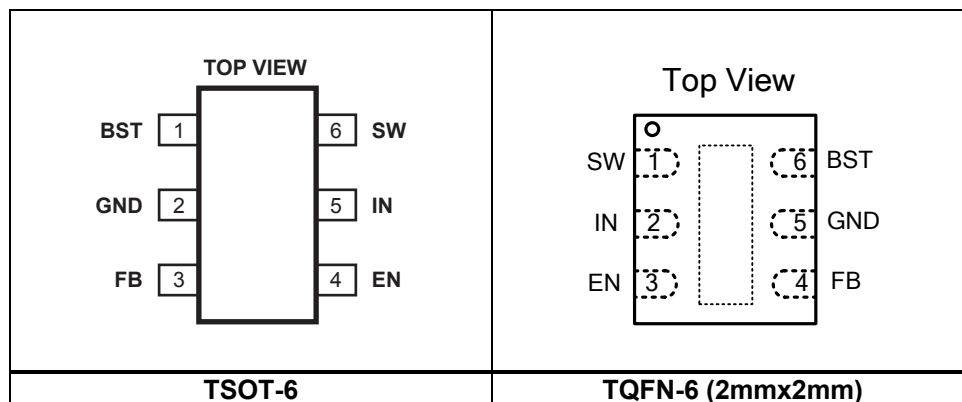 TOP VIEW
BST 1 6 SW
GND 2 5 IN
FB 3 4 EN
TSOT-6
Top View
SW 1 6 BST
IN 2 5 GND
EN 3 4 FB
TQFN-6 (2mmx2mm)